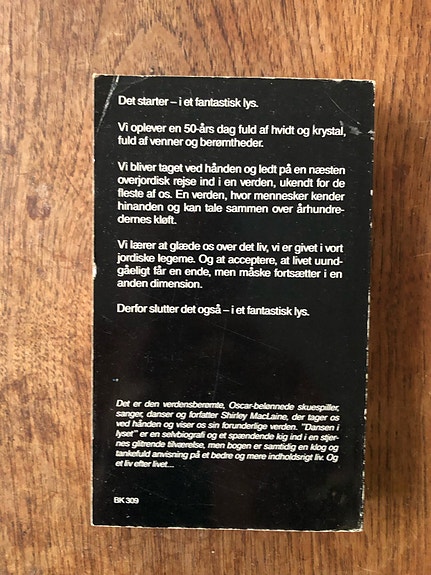 Det starter – i et fantastisk lys.
Vi oplever en 50-års dag fuld af hvidt og krystal,
fuld af venner og berømtheder.
Vi bliver taget ved hånden og ledt på en næsten
overjordisk rejse ind i en verden, ukendt for de
fleste af os. En verden, hvor mennesker kender
hinanden og kan tale sammen over århundre-
dernes kløft.
Vi lærer at glæde os over det liv, vi er givet i vort
jordiske legeme. Og at acceptere, at livet uund-
gåeligt får en ende, men måske fortsætter i en
anden dimension.
Derfor slutter det også – i et fantastisk lys.
Det er den verdensberømte, Oscar-belønnede skuespiller,
sanger, danser og forfatter Shirley MacLaine, der tager os
ved hånden og viser os sin forunderlige verden. "Dansen i
lyset" er en selvbiografi og et spændende kig ind i en stjer-
nes glitrende tilværelse, men bogen er samtidig en klog og
tankefuld anvisning på et bedre og mere indholdsrigt liv. Og
et liv efter livet...
BK 309